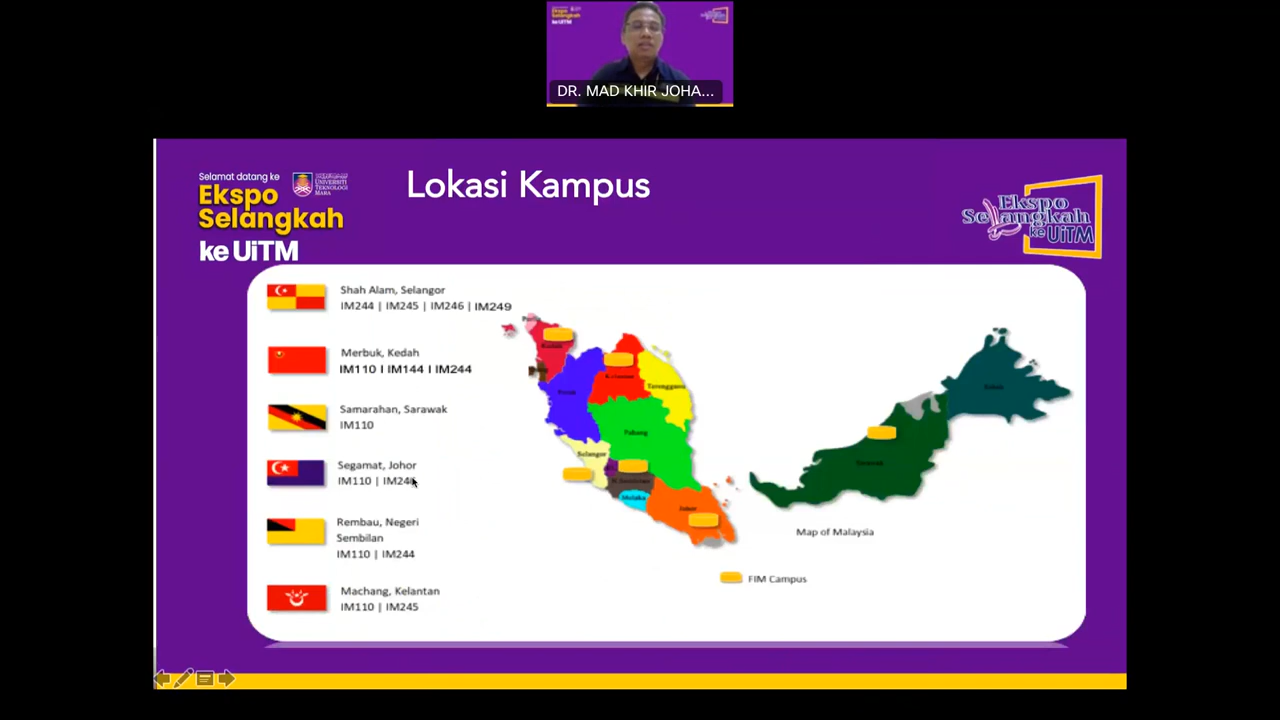 DR. MAD KHIR JOHA...
Selamat datang ke
Ekspo
Selangkah
ke UiTM
UNIVERSITI
TEKNOLOGI
MARA
Lokasi Kampus
Ekspo
Selangkah
ke UiTM
Shah Alam, Selangor
IM244 | IM245 | IM246 | IM249
Merbuk, Kedah
IM110 I IM144 I IM244
Samarahan, Sarawak
IM110
Segamat, Johor
IM110 |
Rembau, Negeri
Sembilan
IM110 | IM244
Machang, Kelantan
IM110 | IM245
Perlis
Kedah
Kelantan
Terengganu
Perak
Pahang
Selangor
N.Sembilan
Melaka
Johor
Sabah
Sarawak
Map of Malaysia
FIM Campus